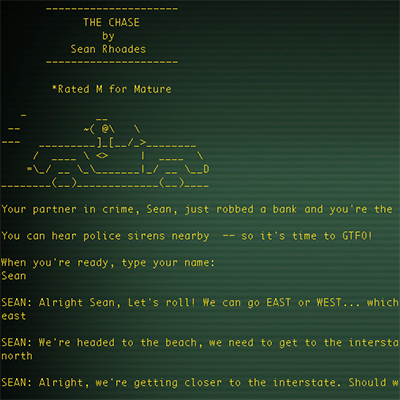 THE CHASE
by
Sean Rhoades
*Rated M for Mature
Your partner in crime, Sean, just robbed a bank and you're the
You can hear police sirens nearby -- so it's time to GTFO!
When you're ready, type your name:
Sean
SEAN: Alright Sean, Let's roll! We can go EAST or WEST... which
east
SEAN: We're headed to the beach, we need to get to the intersta
north
SEAN: Alright, we're getting closer to the interstate. Should w